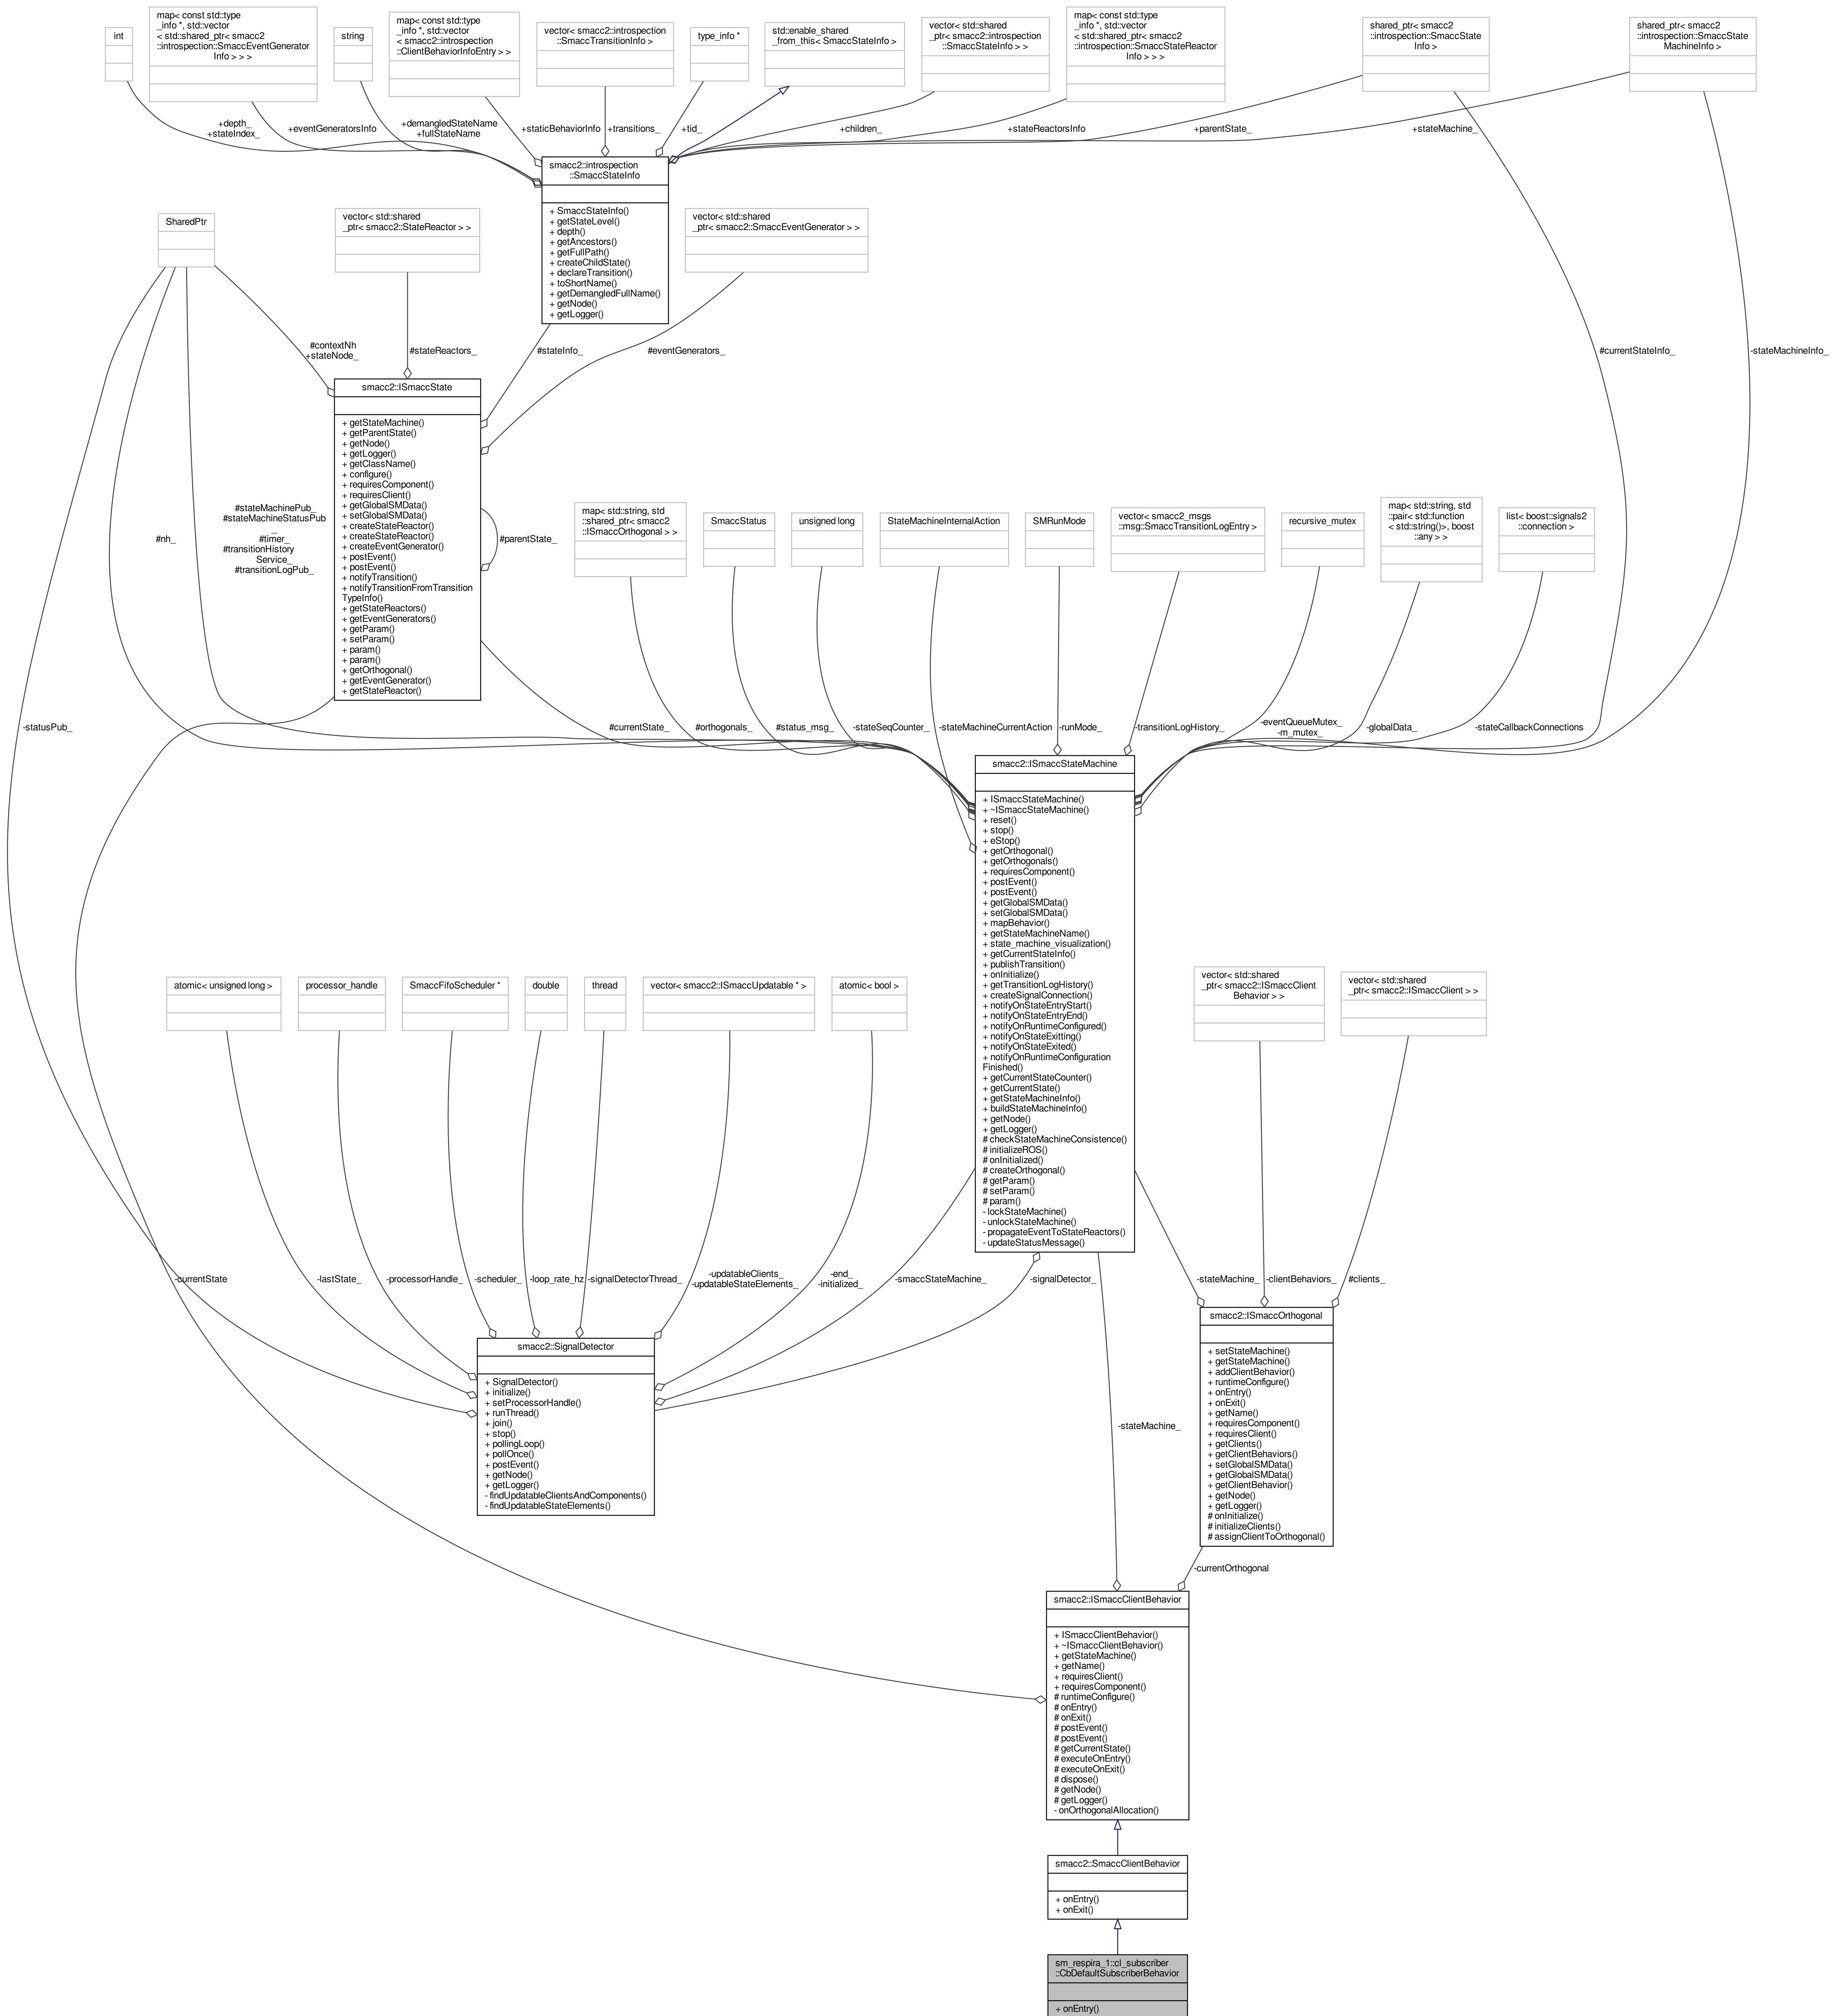 int
map< const std::type
_info *, std::vector
< std::shared_ptr< smacc2
::introspection::SmaccEventGenerator
Info > > >
string
map< const std::type
_info *, std::vector
< smacc2::introspection
::ClientBehaviorInfoEntry > >
vector< smacc2::introspection
::SmaccTransitionInfo >
type_info *
std::enable_shared
_from_this< SmaccStateInfo >
vector< std::shared
_ptr< smacc2::introspection
::SmaccStateInfo > >
map< const std::type
_info *, std::vector
< std::shared_ptr< smacc2
::introspection::SmaccStateReactor
Info > > >
shared_ptr< smacc2
::introspection::SmaccState
Info >
shared_ptr< smacc2
::introspection::SmaccState
MachineInfo >
+depth_
+stateIndex_
+eventGeneratorsInfo
+demangledStateName
+fullStateName
+staticBehaviorInfo
+transitions_
+tid_
+children_
+stateReactorsInfo
+parentState_
+stateMachine_
smacc2::introspection
::SmaccStateInfo
+ SmaccStateInfo()
+ getStateLevel()
+ depth()
+ getAncestors()
+ getFullPath()
+ createChildState()
+ declareTransition()
+ toShortName()
+ getDemangledFullName()
+ getNode()
+ getLogger()
SharedPtr
vector< std::shared
_ptr< smacc2::StateReactor > >
vector< std::shared
_ptr< smacc2::SmaccEventGenerator > >
#contextNh
+stateNode_
#stateReactors_
#stateInfo_
#eventGenerators_
#currentStateInfo_
-stateMachineInfo_
smacc2::ISmaccState
+ getStateMachine()
+ getParentState()
+ getNode()
+ getLogger()
+ getClassName()
+ configure()
+ requiresComponent()
+ requiresClient()
+ getGlobalSMData()
+ setGlobalSMData()
+ createStateReactor()
+ createStateReactor()
+ createEventGenerator()
+ postEvent()
+ postEvent()
+ notifyTransition()
+ notifyTransitionFromTransition
TypeInfo()
+ getStateReactors()
+ getEventGenerators()
+ getParam()
+ setParam()
+ param()
+ param()
+ getOrthogonal()
+ getEventGenerator()
+ getStateReactor()
#parentState_
#nh_
#stateMachinePub_
#stateMachineStatusPub
_
#timer_
#transitionHistory
Service_
#transitionLogPub_
map< std::string, std
::shared_ptr< smacc2
::ISmaccOrthogonal > >
SmaccStatus
unsigned long
StateMachineInternalAction
SMRunMode
vector< smacc2_msgs
::msg::SmaccTransitionLogEntry >
recursive_mutex
map< std::string, std
::pair< std::function
< std::string()>, boost
::any > >
list< boost::signals2
::connection >
-statusPub_
#currentState_
#orthogonals_
#status_msg_
-stateSeqCounter_
-stateMachineCurrentAction
-runMode_
-transitionLogHistory_
-eventQueueMutex_
-m_mutex_
-globalData_
-stateCallbackConnections
smacc2::ISmaccStateMachine
+ ISmaccStateMachine()
+ ~ISmaccStateMachine()
+ reset()
+ stop()
+ eStop()
+ getOrthogonal()
+ getOrthogonals()
+ requiresComponent()
+ postEvent()
+ postEvent()
+ getGlobalSMData()
+ setGlobalSMData()
+ mapBehavior()
+ getStateMachineName()
+ state_machine_visualization()
+ getCurrentStateInfo()
+ publishTransition()
+ onInitialize()
+ getTransitionLogHistory()
+ createSignalConnection()
+ notifyOnStateEntryStart()
+ notifyOnStateEntryEnd()
+ notifyOnRuntimeConfigured()
+ notifyOnStateExitting()
+ notifyOnStateExited()
+ notifyOnRuntimeConfiguration
Finished()
+ getCurrentStateCounter()
+ getCurrentState()
+ getStateMachineInfo()
+ buildStateMachineInfo()
+ getNode()
+ getLogger()
# checkStateMachineConsistence()
# initializeROS()
# onInitialized()
# createOrthogonal()
# getParam()
# setParam()
# param()
- lockStateMachine()
- unlockStateMachine()
- propagateEventToStateReactors()
- updateStatusMessage()
atomic< unsigned long >
processor_handle
SmaccFifoScheduler *
double
thread
vector< smacc2::ISmaccUpdatable * >
atomic< bool >
vector< std::shared
_ptr< smacc2::ISmaccClient
Behavior > >
vector< std::shared
_ptr< smacc2::ISmaccClient > >
-currentState
-lastState_
-processorHandle_
-scheduler_
-loop_rate_hz
-signalDetectorThread_
-updatableClients_
-updatableStateElements_
-end_
-initialized_
-smaccStateMachine_
-signalDetector_
-stateMachine_
-clientBehaviors_
#clients_
smacc2::SignalDetector
+ SignalDetector()
+ initialize()
+ setProcessorHandle()
+ runThread()
+ join()
+ stop()
+ pollingLoop()
+ pollOnce()
+ postEvent()
+ getNode()
+ getLogger()
- findUpdatableClientsAndComponents()
- findUpdatableStateElements()
smacc2::ISmaccOrthogonal
+ setStateMachine()
+ getStateMachine()
+ addClientBehavior()
+ runtimeConfigure()
+ onEntry()
+ onExit()
+ getName()
+ requiresComponent()
+ requiresClient()
+ getClients()
+ getClientBehaviors()
+ setGlobalSMData()
+ getGlobalSMData()
+ getClientBehavior()
+ getNode()
+ getLogger()
# onInitialize()
# initializeClients()
# assignClientToOrthogonal()
-stateMachine_
-currentOrthogonal
smacc2::ISmaccClientBehavior
+ ISmaccClientBehavior()
+ ~ISmaccClientBehavior()
+ getStateMachine()
+ getName()
+ requiresClient()
+ requiresComponent()
# runtimeConfigure()
# onEntry()
# onExit()
# postEvent()
# postEvent()
# getCurrentState()
# executeOnEntry()
# executeOnExit()
# dispose()
# getNode()
# getLogger()
- onOrthogonalAllocation()
smacc2::SmaccClientBehavior
+ onEntry()
+ onExit()
sm_respira_1::cl_subscriber
::CbDefaultSubscriberBehavior
+ onEntry()